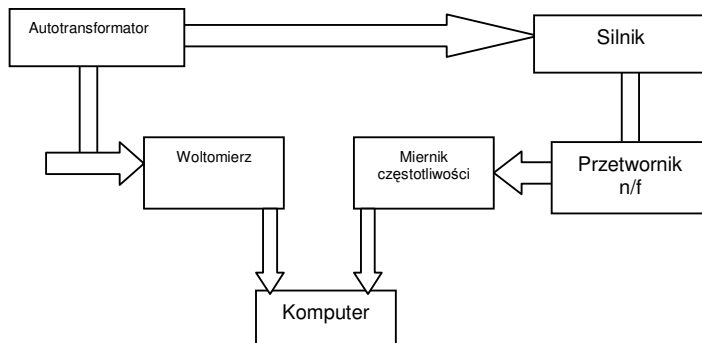 Autotransformator
Silnik
Woltomierz
Miernik
częstotliwości
Przetwornik
n/f
Komputer